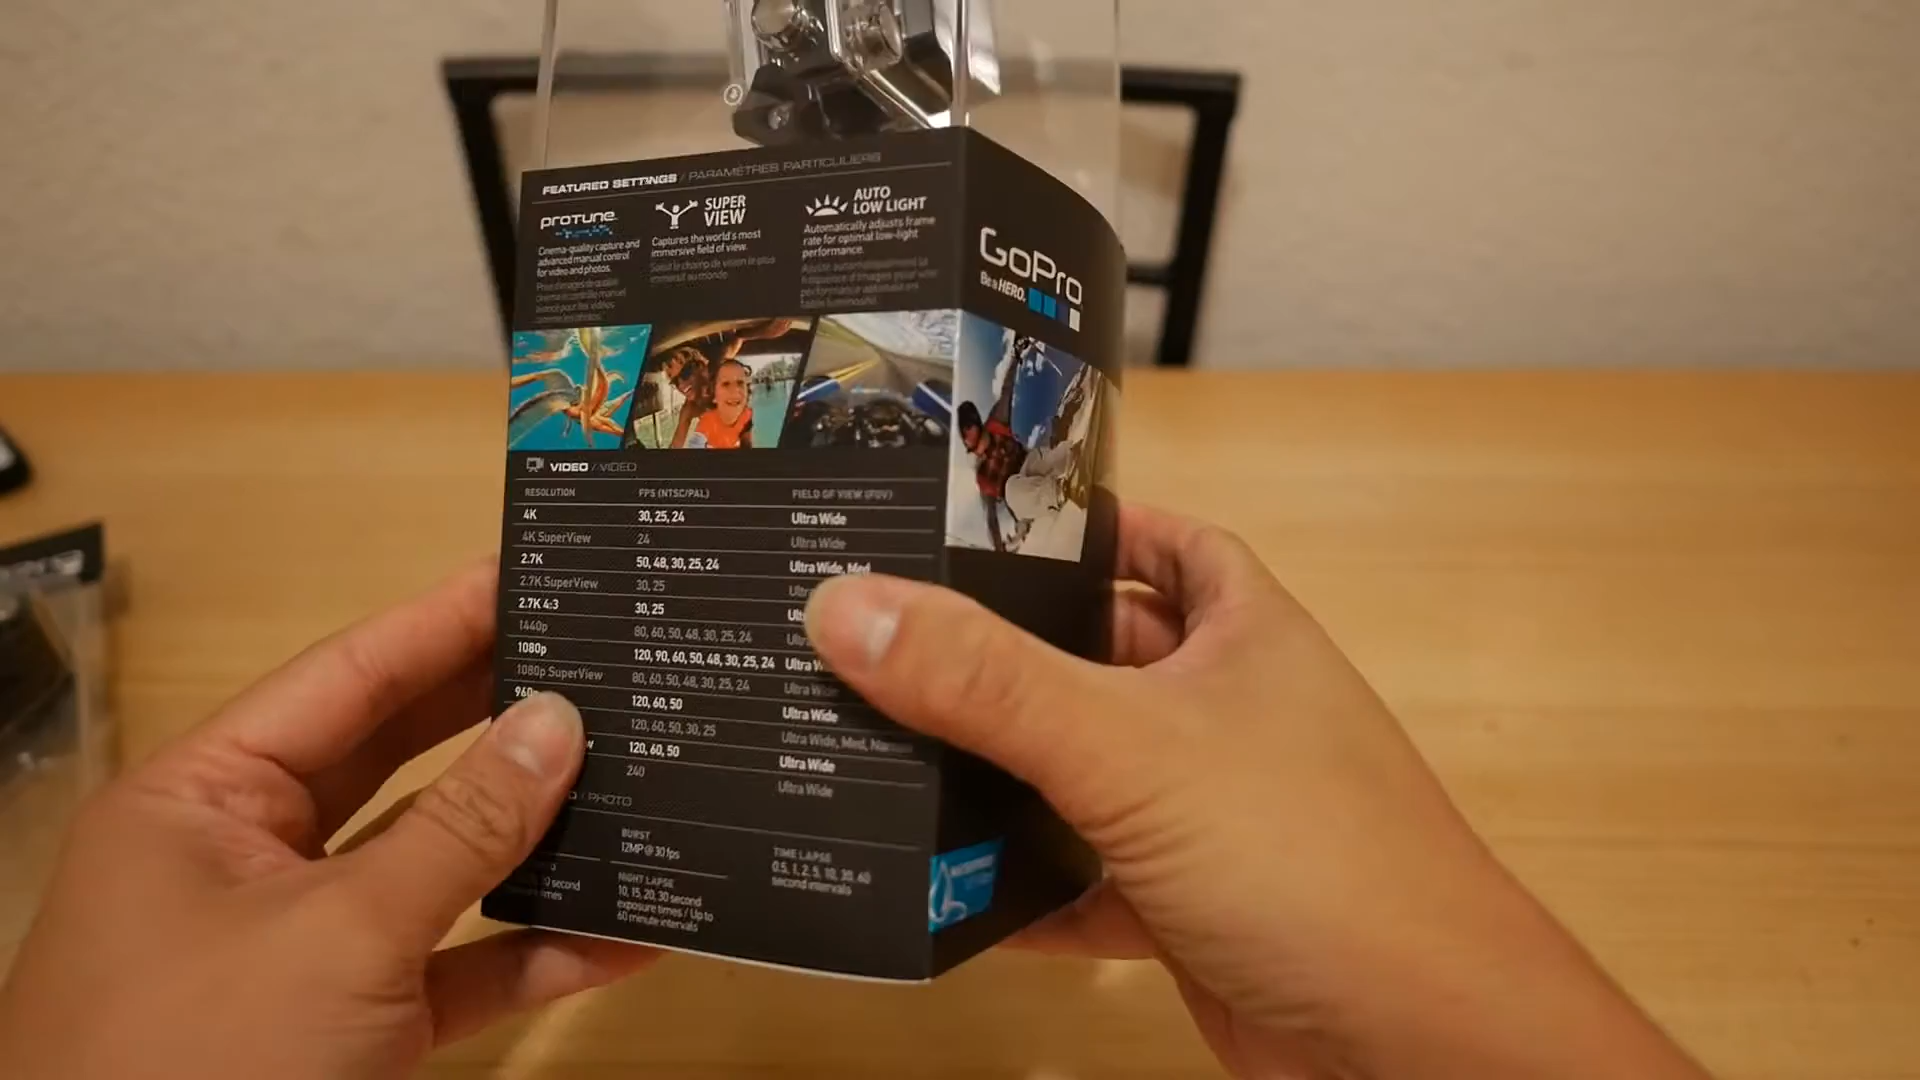 FEATURED SETTINGS / PARAMÈTRES PARTICULIERS
PROTUNE
Cinema-quality capture and
advanced manual control
for video and photos.
SUPER
VIEW
Captures the world's most
immersive field of view.
AUTO
LOW LIGHT
Automatically adjusts frame
rate for optimal low-light
performance.
GoPro
Be a HERO.
VIDEO / VIDÉO
RESOLUTION FPS (NTSC/PAL) FIELD OF VIEW (FOV)
4K 30, 25, 24 Ultra Wide
4K SuperView 24 Ultra Wide
2.7K 50, 48, 30, 25, 24 Ultra Wide, Med
2.7K SuperView 30, 25
2.7K 4:3 30, 25
1440p 80, 60, 50, 48, 30, 25, 24
1080p 120, 90, 60, 50, 48, 30, 25, 24 Ultra
1080p SuperView 80, 60, 50, 48, 30, 25, 24 Ultra Wide
960p 120, 60, 50 Ultra Wide
120, 60, 50, 30, 25 Ultra Wide, Med, Narrow
120, 60, 50 Ultra Wide
240 Ultra Wide
/ PHOTO
BURST
12MP @ 30 fps
NIGHT LAPSE
10, 15, 20, 30 second
exposure times / Up to
60 minute intervals
TIME LAPSE
0.5, 1, 2, 5, 10, 30, 60
second intervals
second